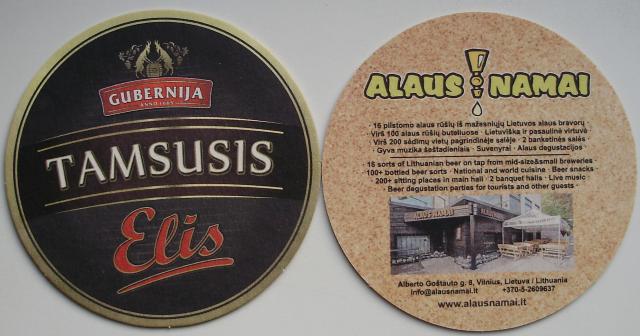 GUBERNIJA
ANNO 1665
TAMSUSIS
Elis
ALAUS NAMAI
· 16 pilstomo alaus rūšių iš mažesniųjų Lietuvos alaus bravorų ·
· Virš 100 alaus rūšių buteliuose · Lietuviška ir pasaulinė virtuvė ·
· Virš 200 sėdimų vietų pagrindinėje salėje · 2 banketinės salės ·
· Gyva muzika šeštadieniais · Suvenyrai · Alaus degustacijos ·
· 16 sorts of Lithuanian beer on tap from mid-size&small breweries ·
· 100+ bottled beer sorts · National and world cuisine · Beer snacks ·
· 200+ sitting places in main hall · 2 banquet halls · Live music ·
· Beer degustation parties for tourists and other guests ·
ALAUS NAMAI
Alberto Goštauto g. 8, Vilnius, Lietuva / Lithuania
info@alausnamai.lt +370-5-2609637
www.alausnamai.lt